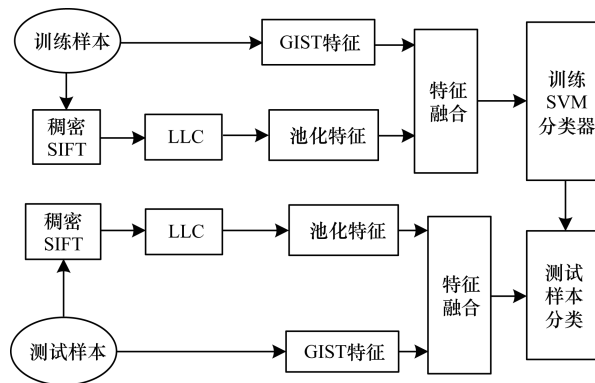 训练样本
GIST特征
稠密
SIFT
LLC
池化特征
特征
融合
训练
SVM
分类器
稠密
SIFT
LLC
池化特征
测试样本
GIST特征
特征
融合
测试
样本
分类